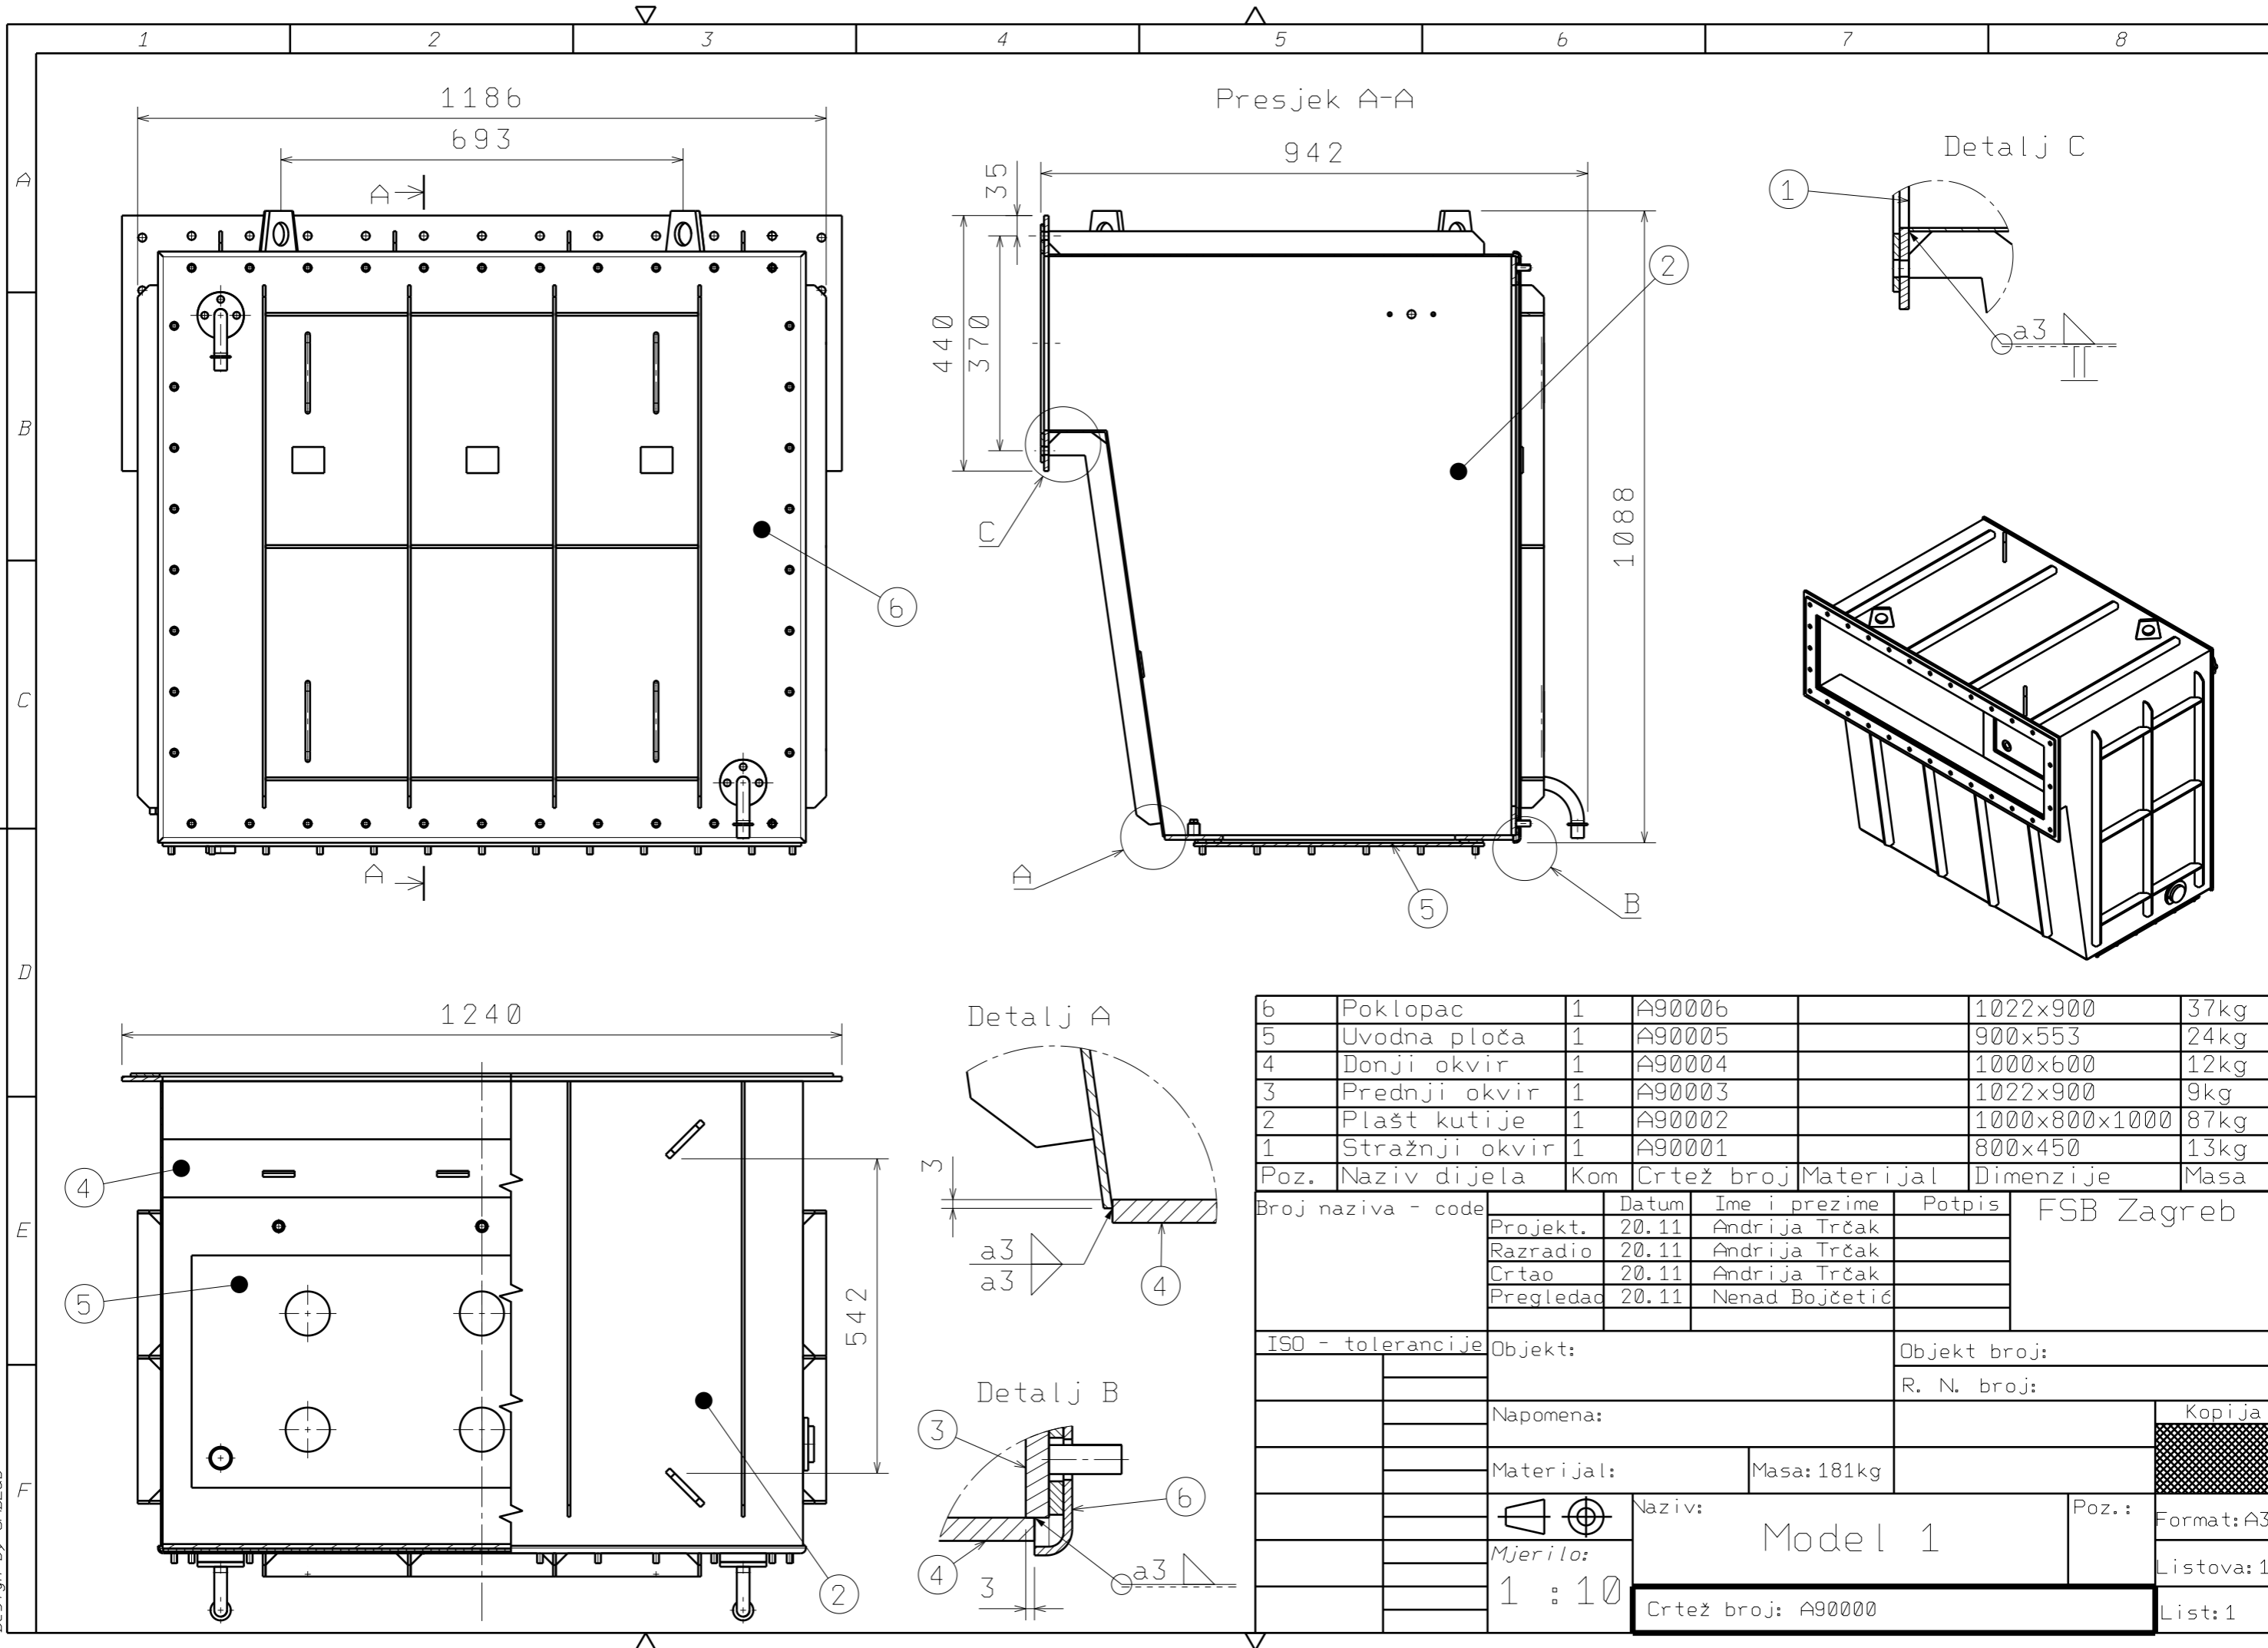 1 2 3 4 5 6 7 8
A
B
C
D
E
F
1186
693
A
A
6
Presjek A-A
942
35
440
370
1088
2
C
A
B
5
Detalj C
1
a3
1240
4
5
542
2
Detalj A
3
a3
a3
4
Detalj B
3
6
4
3
a3
6 Poklopac 1 A90006 1022x900 37kg
5 Uvodna ploča 1 A90005 900x553 24kg
4 Donji okvir 1 A90004 1000x600 12kg
3 Prednji okvir 1 A90003 1022x900 9kg
2 Plašt kutije 1 A90002 1000x800x1000 87kg
1 Stražnji okvir 1 A90001 800x450 13kg
Poz. Naziv dijela Kom Crtež broj Materijal Dimenzije Masa
Broj naziva - code Datum Ime i prezime Potpis FSB Zagreb
Projekt. 20.11 Andrija Trčak
Razradio 20.11 Andrija Trčak
Crtao 20.11 Andrija Trčak
Pregledao 20.11 Nenad Bojčetić
ISO - tolerancije Objekt: Objekt broj:
R. N. broj:
Napomena: Kopija
Materijal: Masa: 181kg
Naziv: Poz.: Format: A3
Model 1
Mjerilo: Listova: 1
1 : 10
Crtež broj: A90000 List: 1